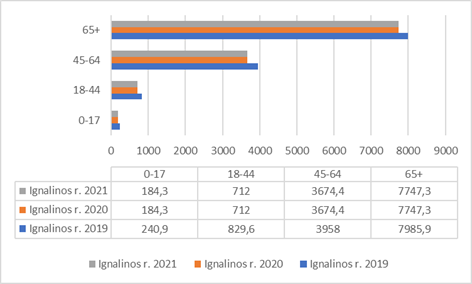 65+
45-64
18-44
0-17
0 1000 2000 3000 4000 5000 6000 7000 8000 9000
0-17 18-44 45-64 65+
Ignalinos r. 2021 184,3 712 3674,4 7747,3
Ignalinos r. 2020 184,3 712 3674,4 7747,3
Ignalinos r. 2019 240,9 829,6 3958 7985,9
Ignalinos r. 2021 Ignalinos r. 2020 Ignalinos r. 2019